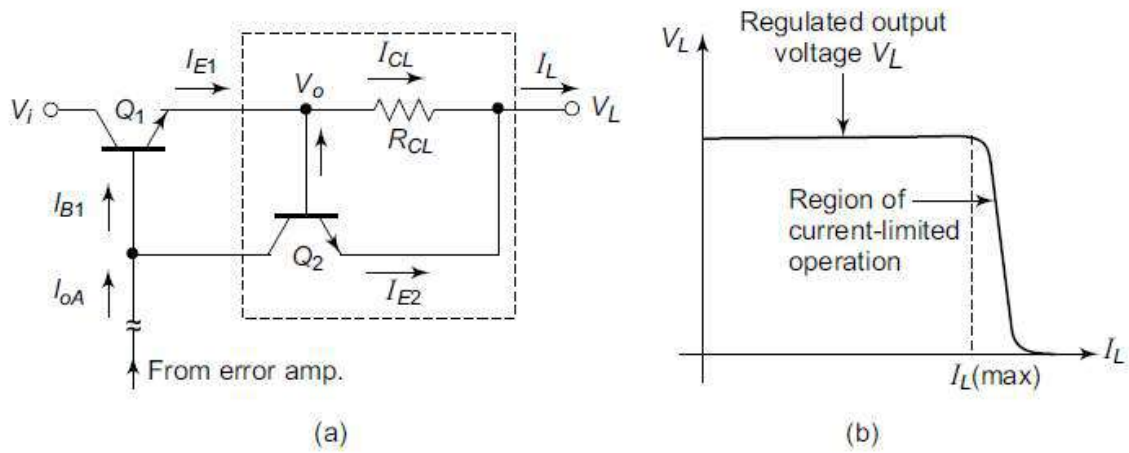 I_E1
I_CL
I_L
V_i
Q_1
V_o
R_CL
V_L
I_B1
Q_2
I_oA
I_E2
From error amp.
(a)
Regulated output
voltage V_L
V_L
Region of
current-limited
operation
I_L
I_L(max)
(b)